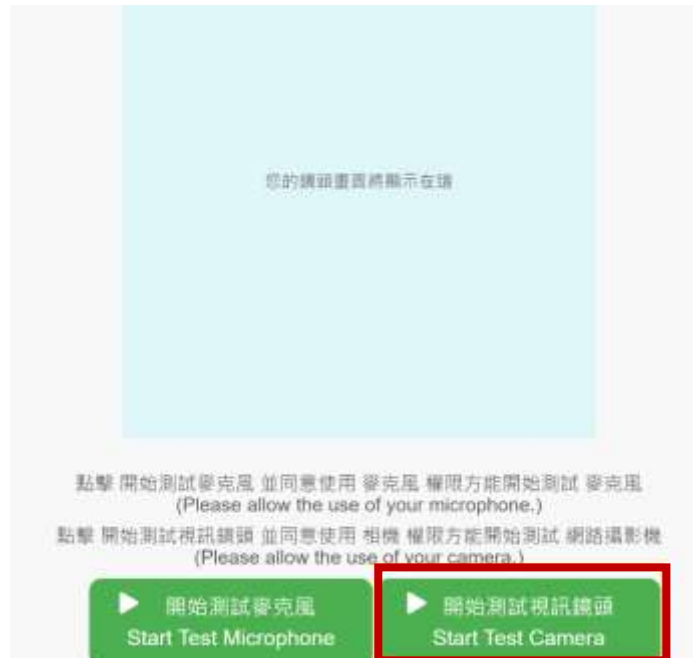 您的鏡頭畫面將顯示在這
點擊 開始測試麥克風 並同意使用 麥克風 權限方能開始測試 麥克風
(Please allow the use of your microphone.)
點擊 開始測試視訊鏡頭 並同意使用 相機 權限方能開始測試 網路攝影機
(Please allow the use of your camera.)
開始測試麥克風
Start Test Microphone
開始測試視訊鏡頭
Start Test Camera